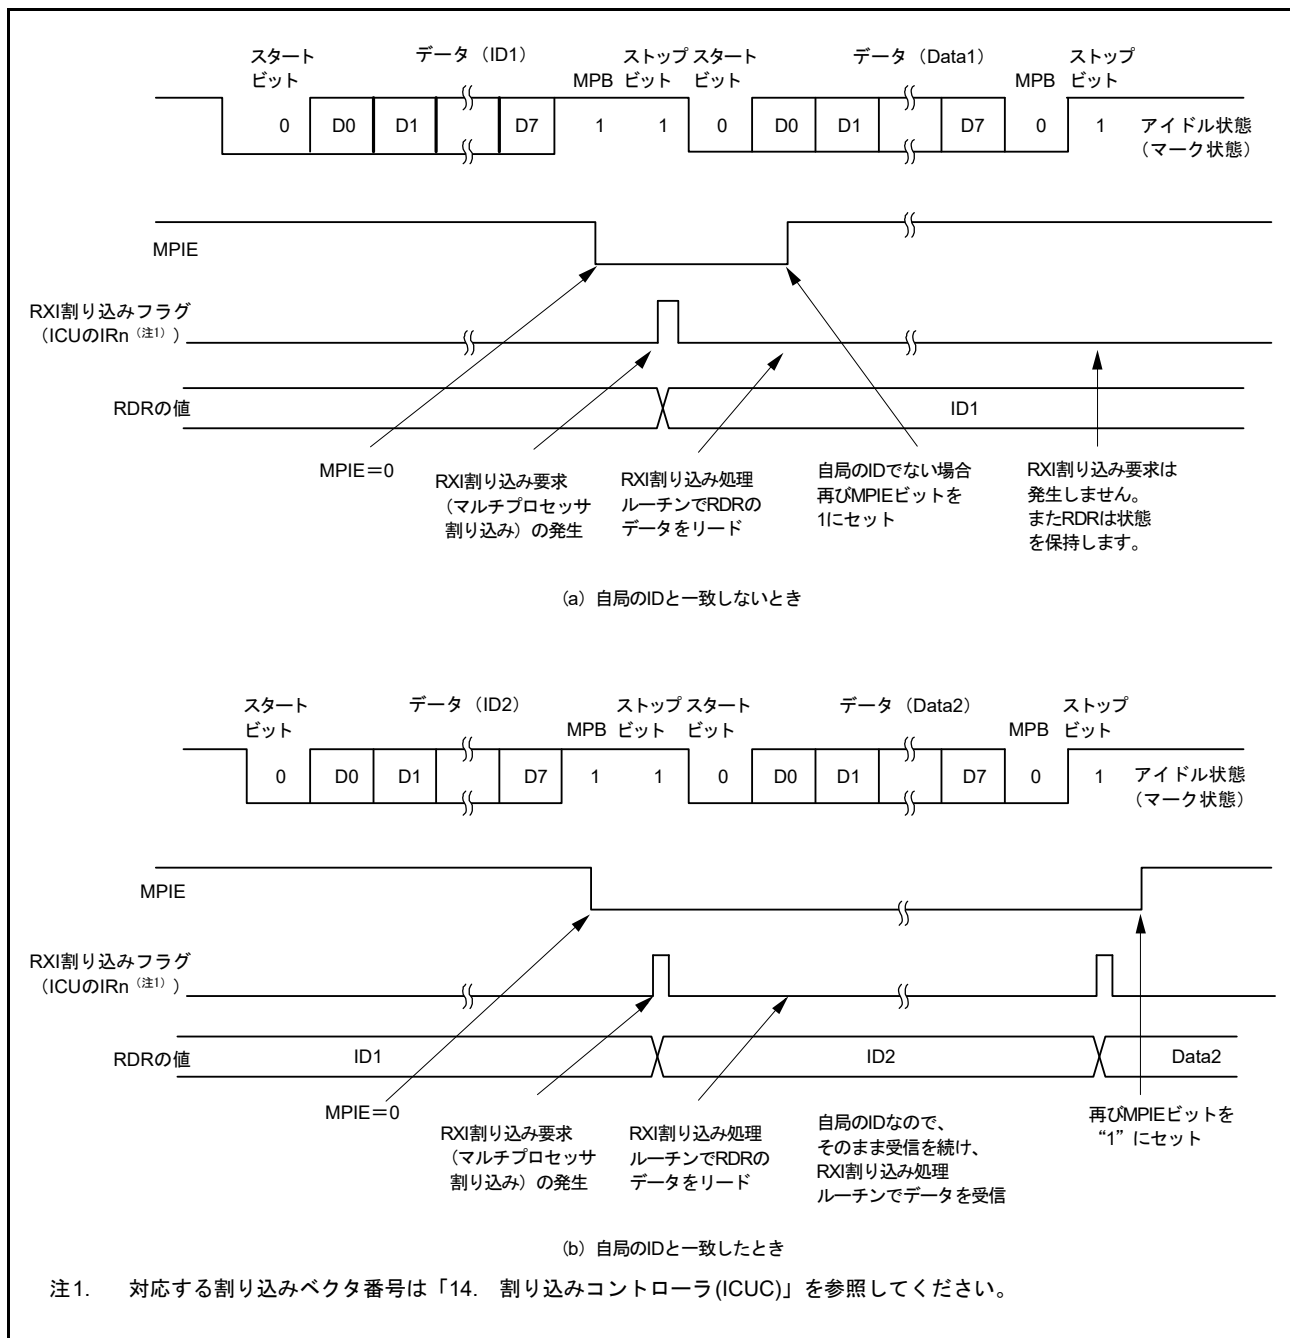 スタート
ビット
データ（ID1）
MPB
ストップ
ビット
スタート
ビット
データ（Data1）
MPB
ストップ
ビット
0 D0 D1 D7 1 1 0 D0 D1 D7 0 1
アイドル状態
（マーク状態）
MPIE
RXI割り込みフラグ
（ICUのIRn（注1））
RDRの値
ID1
MPIE＝0
RXI割り込み要求
（マルチプロセッサ
割り込み）の発生
RXI割り込み処理
ルーチンでRDRの
データをリード
自局のIDでない場合
再びMPIEビットを
1にセット
RXI割り込み要求は
発生しません。
またRDRは状態
を保持します。
(a) 自局のIDと一致しないとき
スタート
ビット
データ（ID2）
MPB
ストップ
ビット
スタート
ビット
データ（Data2）
MPB
ストップ
ビット
0 D0 D1 D7 1 1 0 D0 D1 D7 0 1
アイドル状態
（マーク状態）
MPIE
RXI割り込みフラグ
（ICUのIRn（注1））
RDRの値
ID1
ID2
Data2
MPIE＝0
RXI割り込み要求
（マルチプロセッサ
割り込み）の発生
RXI割り込み処理
ルーチンでRDRの
データをリード
自局のIDなので、
そのまま受信を続け、
RXI割り込み処理
ルーチンでデータを受信
再びMPIEビットを
“1”にセット
(b) 自局のIDと一致したとき
注1. 対応する割り込みベクタ番号は「14. 割り込みコントローラ(ICUC)」を参照してください。